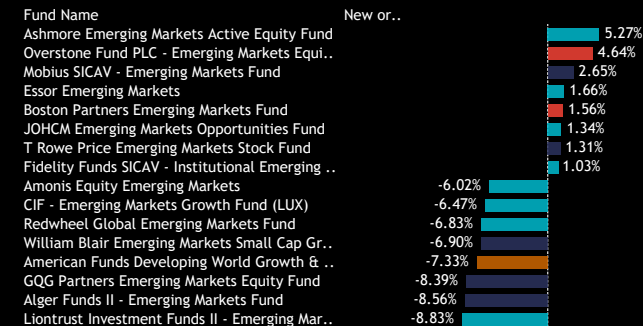 Fund Name New or..
Ashmore Emerging Markets Active Equity Fund 5.27%
Overstone Fund PLC - Emerging Markets Equi.. 4.64%
Mobius SICAV - Emerging Markets Fund 2.65%
Essor Emerging Markets 1.66%
Boston Partners Emerging Markets Fund 1.56%
JOHCM Emerging Markets Opportunities Fund 1.34%
T Rowe Price Emerging Markets Stock Fund 1.31%
Fidelity Funds SICAV - Institutional Emerging .. 1.03%
Amonis Equity Emerging Markets -6.02%
CIF - Emerging Markets Growth Fund (LUX) -6.47%
Redwheel Global Emerging Markets Fund -6.83%
William Blair Emerging Markets Small Cap Gr.. -6.90%
American Funds Developing World Growth & .. -7.33%
GQG Partners Emerging Markets Equity Fund -8.39%
Alger Funds II - Emerging Markets Fund -8.56%
Liontrust Investment Funds II - Emerging Mar.. -8.83%